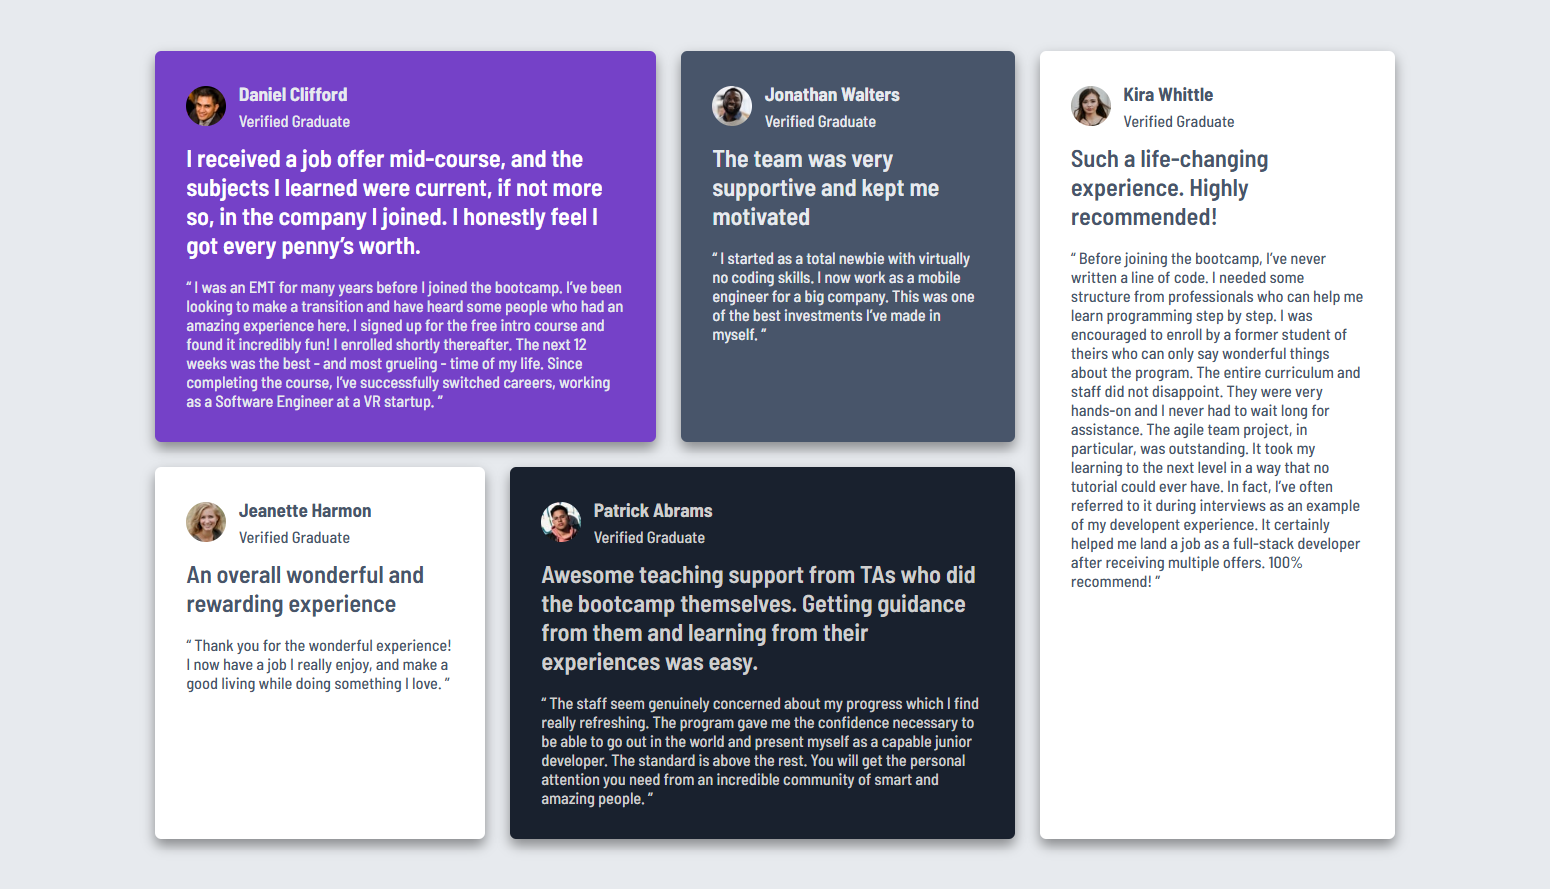 Daniel Clifford
Verified Graduate
I received a job offer mid-course, and the
subjects I learned were current, if not more
so, in the company I joined. I honestly feel I
got every penny’s worth.
“ I was an EMT for many years before I joined the bootcamp. I’ve been
looking to make a transition and have heard some people who had an
amazing experience here. I signed up for the free intro course and
found it incredibly fun! I enrolled shortly thereafter. The next 12
weeks was the best - and most grueling - time of my life. Since
completing the course, I’ve successfully switched careers, working
as a Software Engineer at a VR startup. ”
Jonathan Walters
Verified Graduate
The team was very
supportive and kept me
motivated
“ I started as a total newbie with virtually
no coding skills. I now work as a mobile
engineer for a big company. This was one
of the best investments I’ve made in
myself. ”
Kira Whittle
Verified Graduate
Such a life-changing
experience. Highly
recommended!
“ Before joining the bootcamp, I’ve never
written a line of code. I needed some
structure from professionals who can help me
learn programming step by step. I was
encouraged to enroll by a former student of
theirs who can only say wonderful things
about the program. The entire curriculum and
staff did not disappoint. They were very
hands-on and I never had to wait long for
assistance. The agile team project, in
particular, was outstanding. It took my
learning to the next level in a way that no
tutorial could ever have. In fact, I’ve often
referred to it during interviews as an example
of my developent experience. It certainly
helped me land a job as a full-stack developer
after receiving multiple offers. 100%
recommend! ”
Jeanette Harmon
Verified Graduate
An overall wonderful and
rewarding experience
“ Thank you for the wonderful experience!
I now have a job I really enjoy, and make a
good living while doing something I love. ”
Patrick Abrams
Verified Graduate
Awesome teaching support from TAs who did
the bootcamp themselves. Getting guidance
from them and learning from their
experiences was easy.
“ The staff seem genuinely concerned about my progress which I find
really refreshing. The program gave me the confidence necessary to
be able to go out in the world and present myself as a capable junior
developer. The standard is above the rest. You will get the personal
attention you need from an incredible community of smart and
amazing people. ”